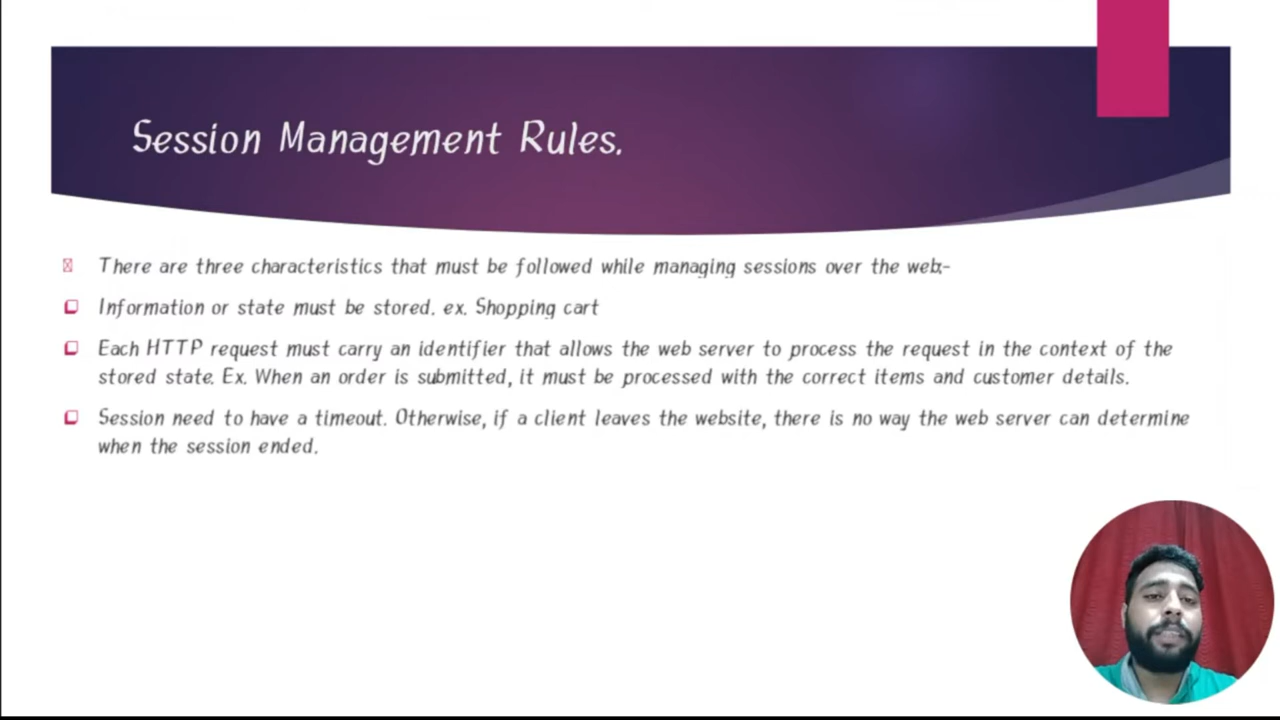 Session Management Rules.
There are three characteristics that must be followed while managing sessions over the web:-
Information or state must be stored. ex. Shopping cart
Each HTTP request must carry an identifier that allows the web server to process the request in the context of the
stored state. Ex. When an order is submitted, it must be processed with the correct items and customer details.
Session need to have a timeout. Otherwise, if a client leaves the website, there is no way the web server can determine
when the session ended.